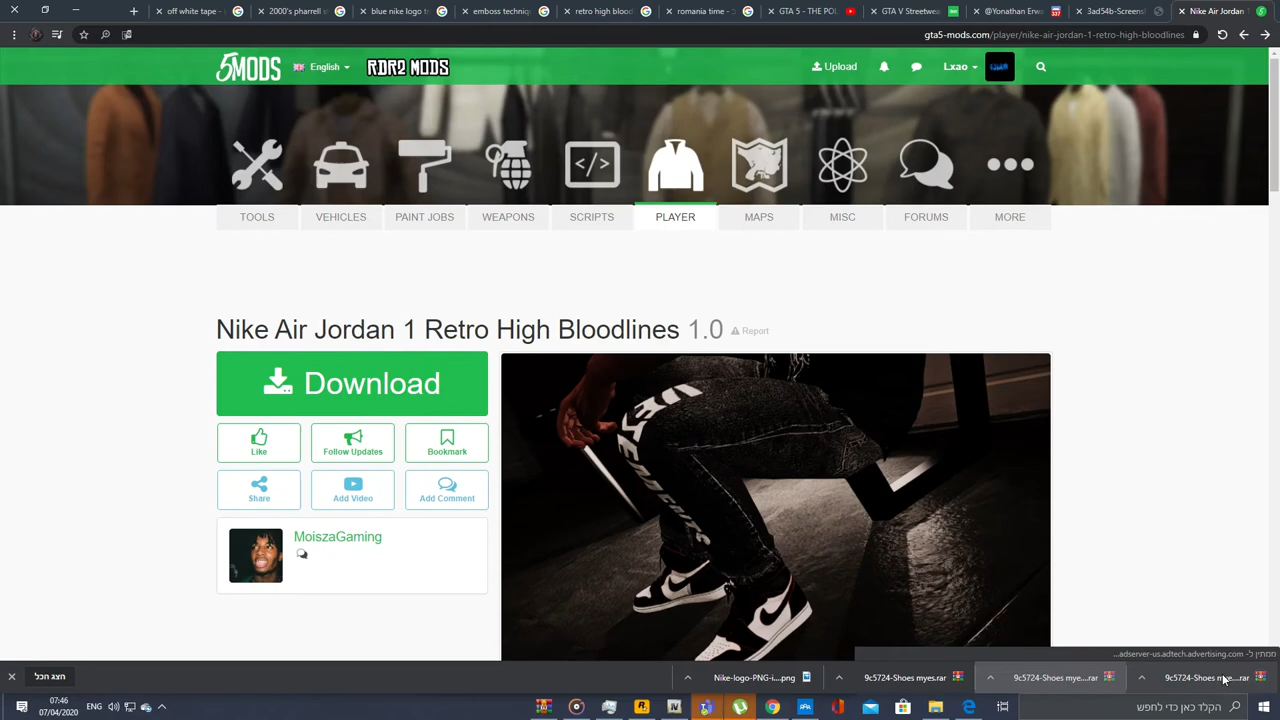 off white tape -
2000's pharrell s
blue nike logo t
emboss techniq
retro high blood
romania time -
GTA 5 - THE POL
GTA V Streetwea
@Yonathan Erwo
3ad54b-Screens
Nike Air Jordan 1
gta5-mods.com/player/nike-air-jordan-1-retro-high-bloodlines
5MODS English RDR2 MODS Upload Lxao
TOOLS VEHICLES PAINT JOBS WEAPONS SCRIPTS PLAYER MAPS MISC FORUMS MORE
Nike Air Jordan 1 Retro High Bloodlines 1.0 Report
Download
Like Follow Updates Bookmark
Share Add Video Add Comment
MoiszaGaming
ממתין ל- adserver-us.adtech.advertising.com...
הצג הכל
Nike-logo-PNG-i....png
9c5724-Shoes myes.rar
9c5724-Shoes mye....rar
9c5724-Shoes mye....rar
07:46
07/04/2020
ENG
הקלד כאן כדי לחפש